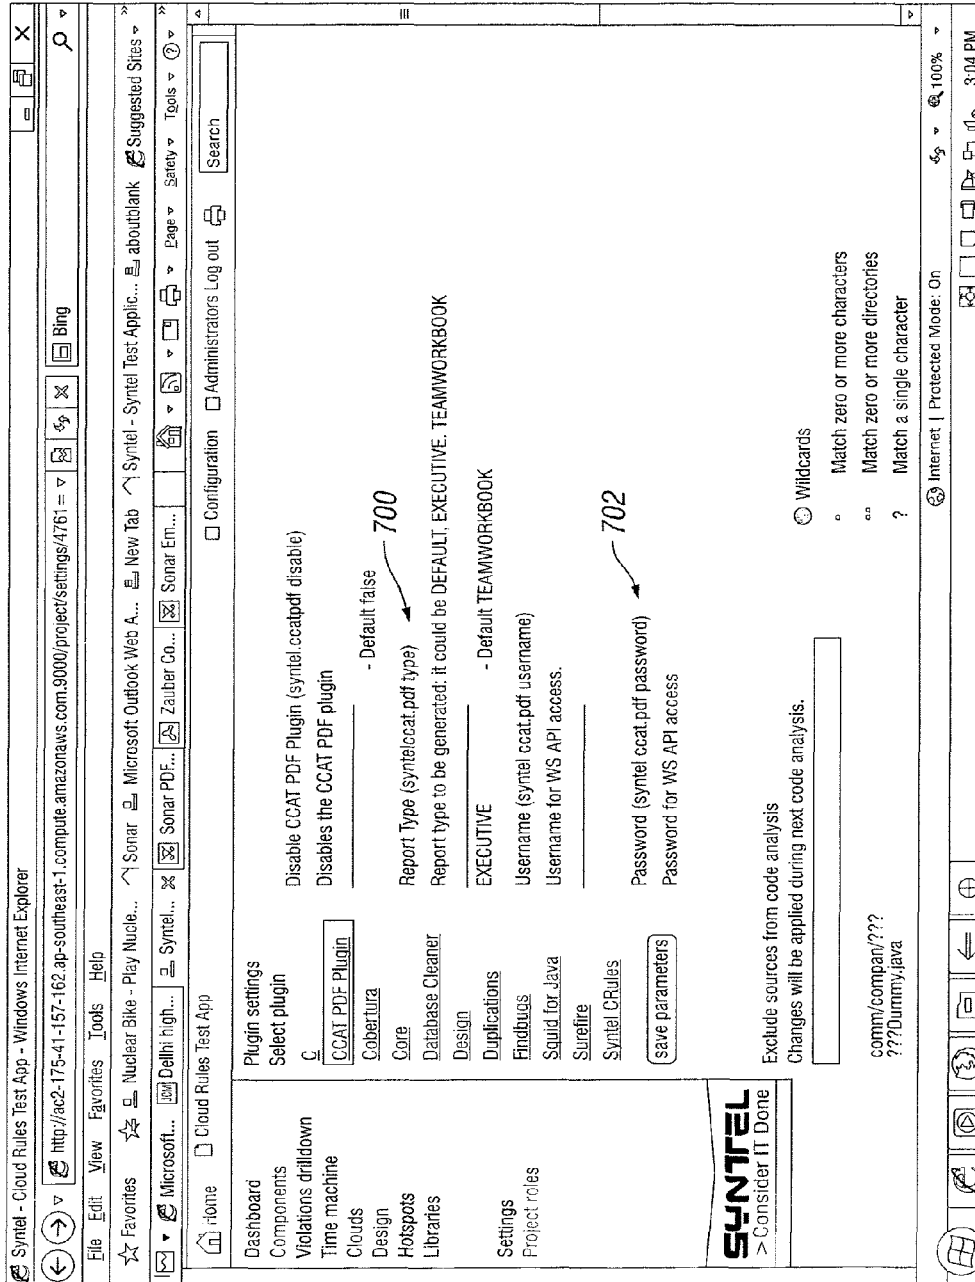 Syntel - Cloud Rules Test App - Windows Internet Explorer
http://ac2-175-41-157-162.ap-southeast-1.compute.amazonaws.com.9000/project/settings/4761=
Bing
File Edit View Favorites Tools Help
Favorites Nuclear Bike - Play Nucle... Sonar Microsoft Outlook Web A... New Tab Syntel - Syntel Test Applic... aboutblank Suggested Sites
Microsoft... JCM Dellhi high... Syntel... Sonar PDF... Zauber Co... Sonar Em... Page Safety Tools
Home Cloud Rules Test App Configuration Administrators Log out Search
Dashboard
Components
Violations drilldown
Time machine
Clouds
Design
Hotspots
Libraries
Settings
Project roles
SYNTEL
> Consider IT Done
Plugin settings
Select plugin
C
CCAT PDF Plugin
Cobertura
Core
Database Cleaner
Design
Duplications
Findbugs
Squid for Java
Surefire
Syntel CRules
save parameters
Disable CCAT PDF Plugin (syntel.ccatpdf disable)
Disables the CCAT PDF plugin
- Default false
Report Type (syntelccat.pdf type)
700
Report type to be generated: it could be DEFAULT, EXECUTIVE. TEAMWORKBOOK
EXECUTIVE - Default TEAMWORKBOOK
Username (syntel ccat.pdf username)
Username for WS API access.
702
Password (syntel ccat.pdf password)
Password for WS API access
Exclude sources from code analysis
Changes will be applied during next code analysis.
comm/compan/???
????Dummy.java
Wildcards
Match zero or more characters
Match zero or more directories
? Match a single character
Internet | Protected Mode: On 100%
3:04 PM